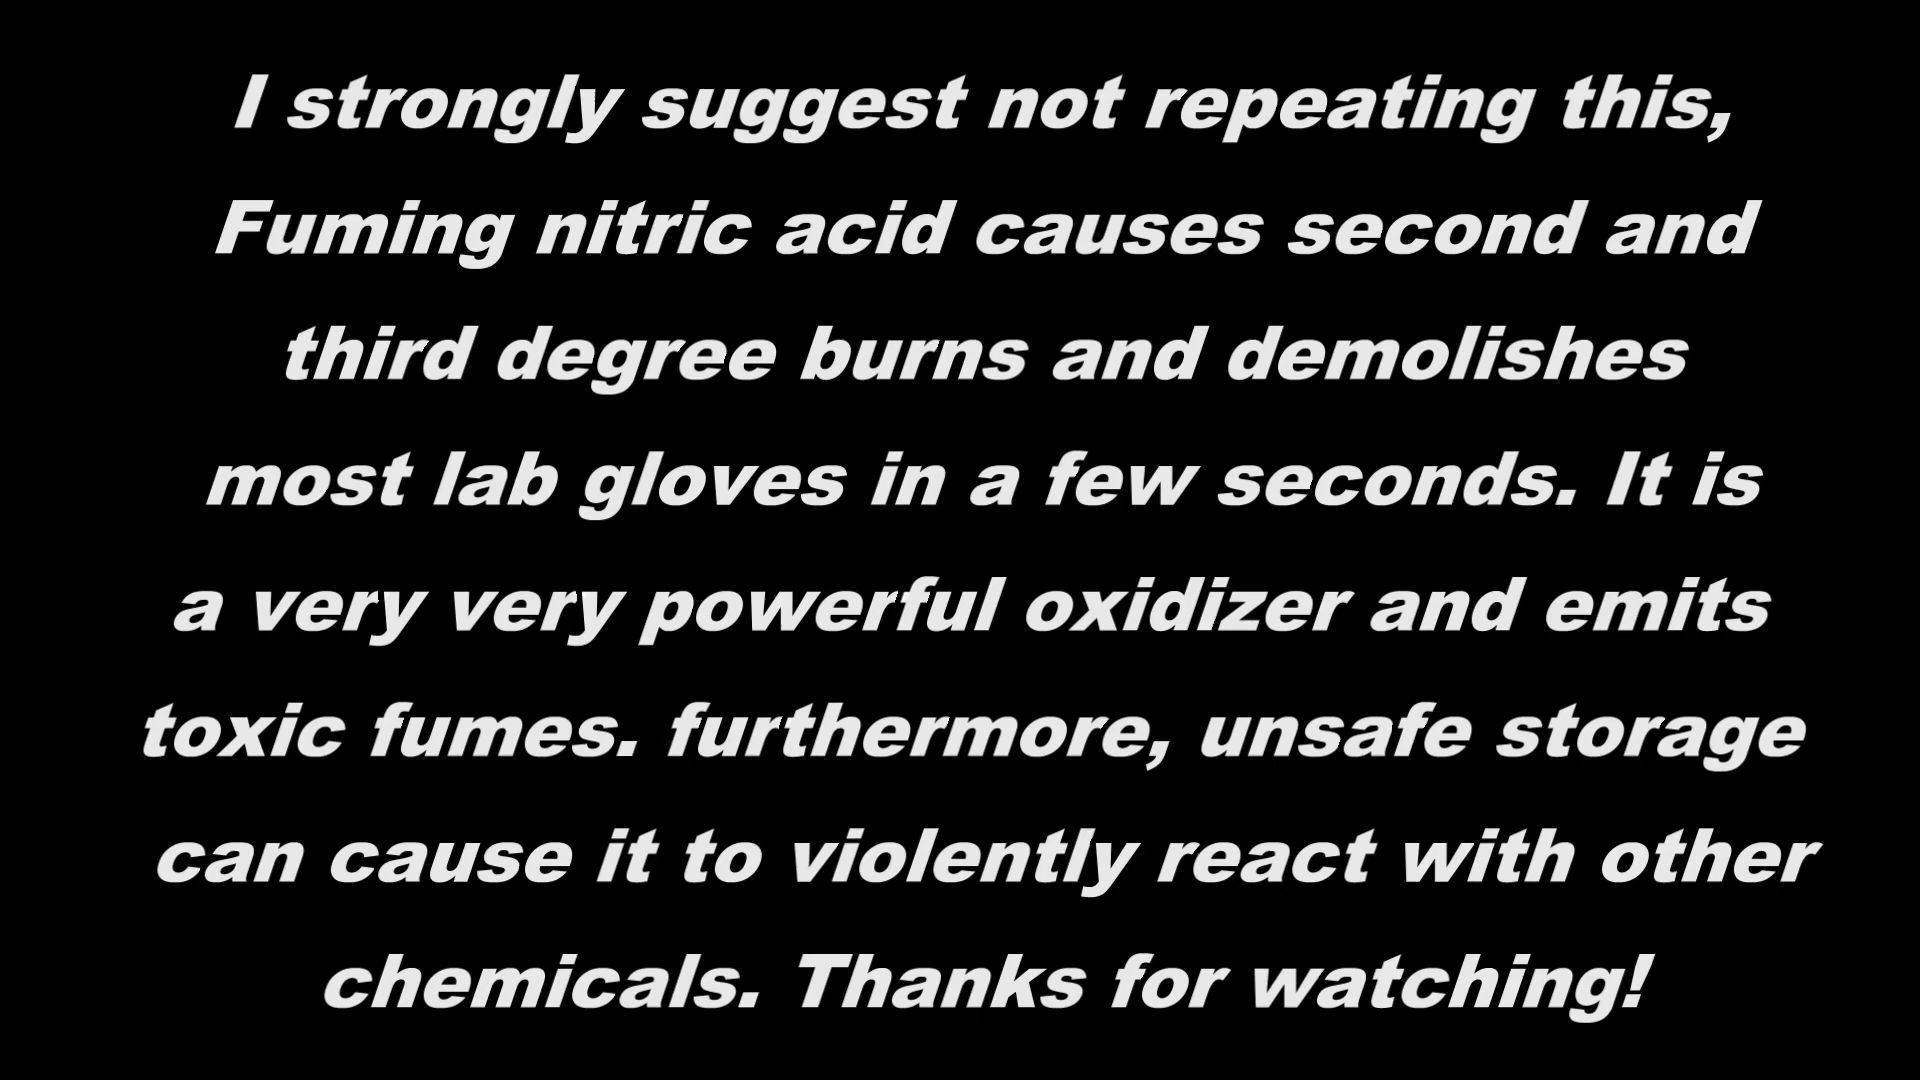 I strongly suggest not repeating this,
Fuming nitric acid causes second and
third degree burns and demolishes
most lab gloves in a few seconds. It is
a very very powerful oxidizer and emits
toxic fumes. furthermore, unsafe storage
can cause it to violently react with other
chemicals. Thanks for watching!